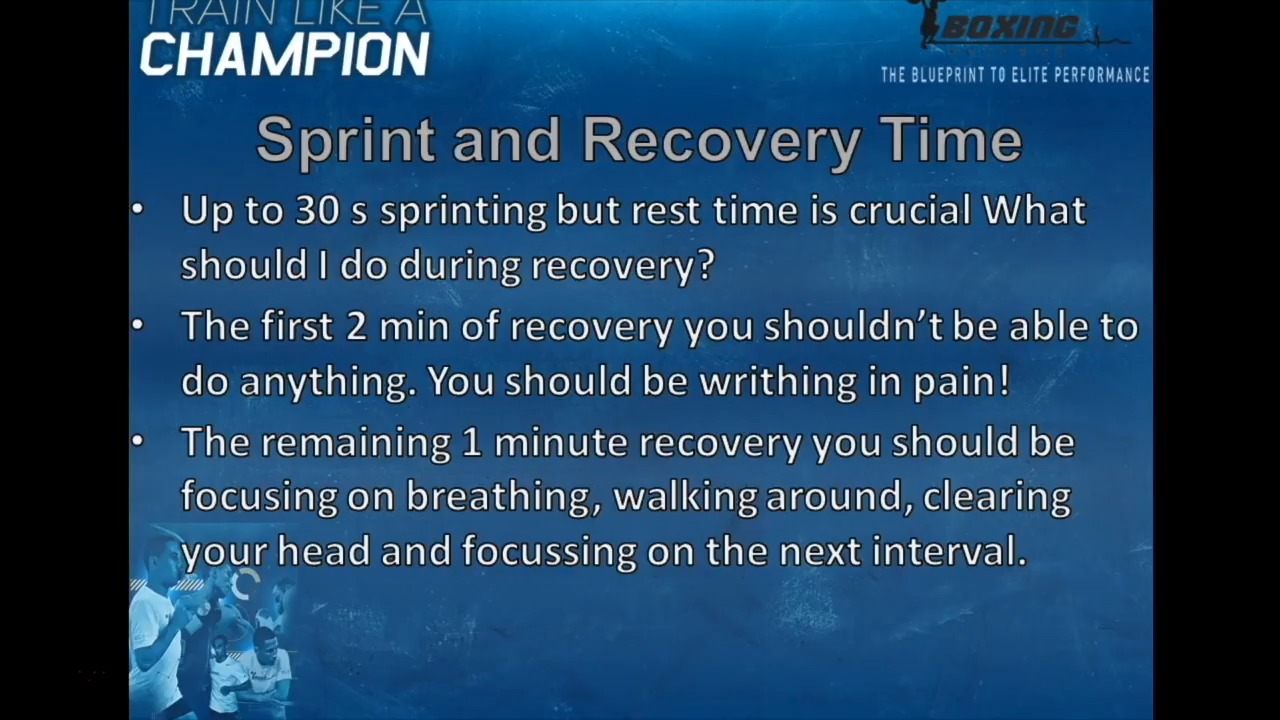 TRAIN LIKE A
CHAMPION
BOXING
THE BLUEPRINT TO ELITE PERFORMANCE
Sprint and Recovery Time
• Up to 30 s sprinting but rest time is crucial What
should I do during recovery?
• The first 2 min of recovery you shouldn’t be able to
do anything. You should be writhing in pain!
• The remaining 1 minute recovery you should be
focusing on breathing, walking around, clearing
your head and focussing on the next interval.